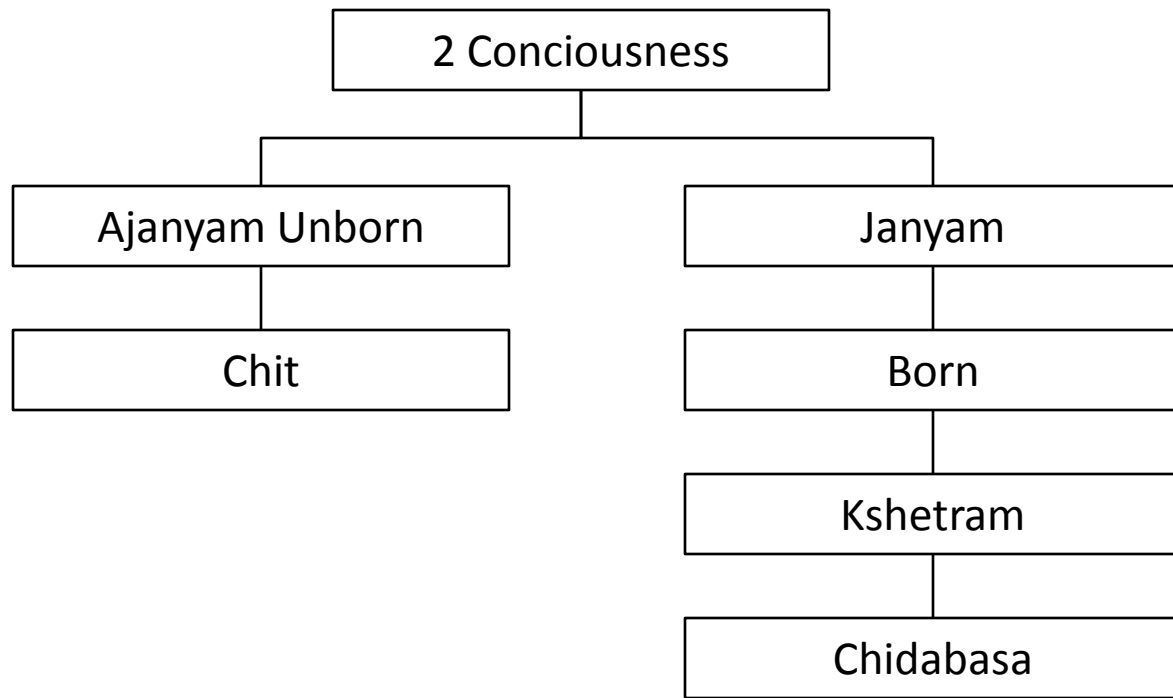 2 Conciousness
Ajanyam Unborn
Janyam
Chit
Born
Kshetram
Chidabasa